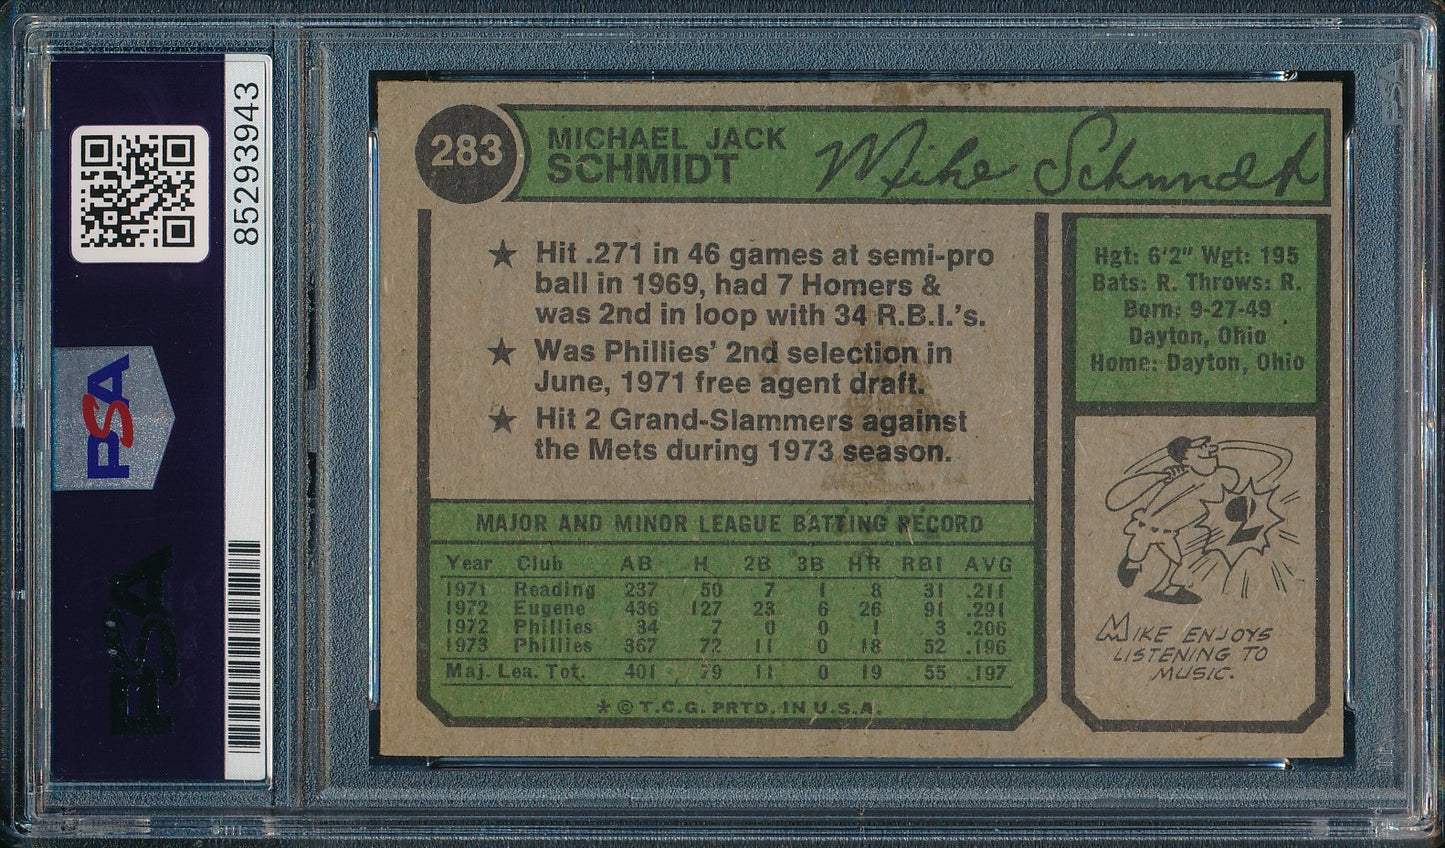 85293943
PSA
PSA
283
MICHAEL JACK
SCHMIDT
Mike Schmidt
★ Hit .271 in 46 games at semi-pro
ball in 1969, had 7 Homers &
was 2nd in loop with 34 R.B.I.'s.
★ Was Phillies' 2nd selection in
June, 1971 free agent draft.
★ Hit 2 Grand-Slammers against
the Mets during 1973 season.
Hgt: 6'2" Wgt: 195
Bats: R. Throws: R.
Born: 9-27-49
Dayton, Ohio
Home: Dayton, Ohio
MAJOR AND MINOR LEAGUE BATTING RECORD
Year Club AB H 2B 3B HR RBI AVG
1971 Reading 237 50 7 1 8 31 .211
1972 Eugene 436 127 23 6 26 91 .291
1972 Phillies 34 7 0 0 1 3 .206
1973 Phillies 367 72 11 0 18 52 .196
Maj. Lea. Tot. 401 79 11 0 19 55 .197
* © T.C.G. PRTD. IN U.S.A.
2
MIKE ENJOYS
LISTENING TO
MUSIC.